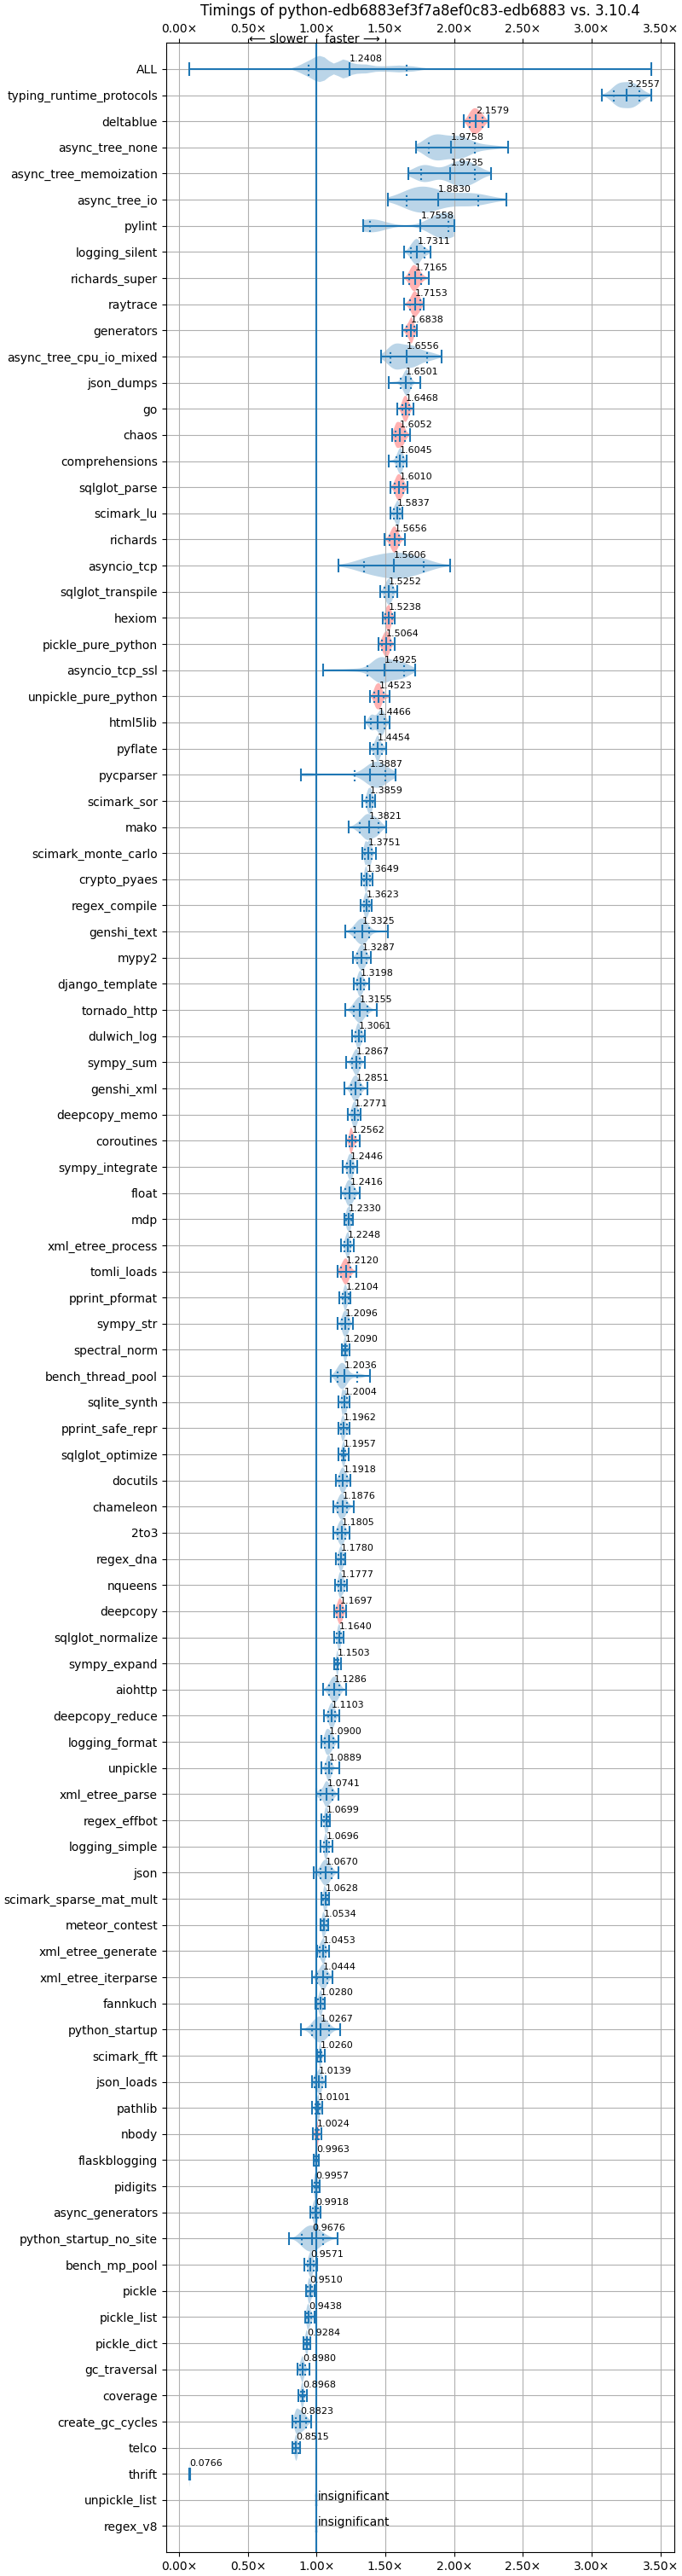 Timings of python-edb6883ef3f7a8ef0c83-edb6883 vs. 3.10.4
0.00× 0.50× 1.00× 1.50× 2.00× 2.50× 3.00× 3.50×
⟵ slower faster ⟶
ALL 1.2408
typing_runtime_protocols 3.2557
deltablue 2.1579
async_tree_none 1.9758
async_tree_memoization 1.9735
async_tree_io 1.8830
pylint 1.7558
logging_silent 1.7311
richards_super 1.7165
raytrace 1.7153
generators 1.6838
async_tree_cpu_io_mixed 1.6556
json_dumps 1.6501
go 1.6468
chaos 1.6052
comprehensions 1.6045
sqlglot_parse 1.6010
scimark_lu 1.5837
richards 1.5656
asyncio_tcp 1.5606
sqlglot_transpile 1.5252
hexiom 1.5238
pickle_pure_python 1.5064
asyncio_tcp_ssl 1.4925
unpickle_pure_python 1.4523
html5lib 1.4466
pyflate 1.4454
pycparser 1.3887
scimark_sor 1.3859
mako 1.3821
scimark_monte_carlo 1.3751
crypto_pyaes 1.3649
regex_compile 1.3623
genshi_text 1.3325
mypy2 1.3287
django_template 1.3198
tornado_http 1.3155
dulwich_log 1.3061
sympy_sum 1.2867
genshi_xml 1.2851
deepcopy_memo 1.2771
coroutines 1.2562
sympy_integrate 1.2446
float 1.2416
mdp 1.2330
xml_etree_process 1.2248
tomli_loads 1.2120
pprint_pformat 1.2104
sympy_str 1.2096
spectral_norm 1.2090
bench_thread_pool 1.2036
sqlite_synth 1.2004
pprint_safe_repr 1.1962
sqlglot_optimize 1.1957
docutils 1.1918
chameleon 1.1876
2to3 1.1805
regex_dna 1.1780
nqueens 1.1777
deepcopy 1.1697
sqlglot_normalize 1.1640
sympy_expand 1.1503
aiohttp 1.1286
deepcopy_reduce 1.1103
logging_format 1.0900
unpickle 1.0889
xml_etree_parse 1.0741
regex_effbot 1.0699
logging_simple 1.0696
json 1.0670
scimark_sparse_mat_mult 1.0628
meteor_contest 1.0534
xml_etree_generate 1.0453
xml_etree_iterparse 1.0444
fannkuch 1.0280
python_startup 1.0267
scimark_fft 1.0260
json_loads 1.0139
pathlib 1.0101
nbody 1.0024
flaskblogging 0.9963
pidigits 0.9957
async_generators 0.9918
python_startup_no_site 0.9676
bench_mp_pool 0.9571
pickle 0.9510
pickle_list 0.9438
pickle_dict 0.9284
gc_traversal 0.8980
coverage 0.8968
create_gc_cycles 0.8823
telco 0.8515
thrift 0.0766
unpickle_list insignificant
regex_v8 insignificant
0.00× 0.50× 1.00× 1.50× 2.00× 2.50× 3.00× 3.50×